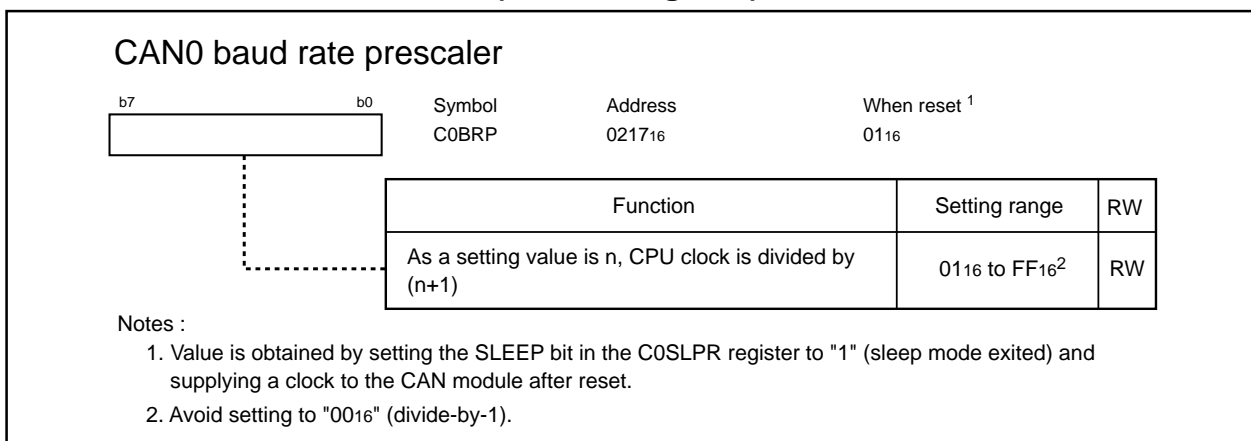 CAN0 baud rate prescaler
b7 b0 Symbol Address When reset 1
C0BRP 021716 0116
Function Setting range RW
As a setting value is n, CPU clock is divided by
(n+1)
0116 to FF162 RW
Notes :
1. Value is obtained by setting the SLEEP bit in the C0SLPR register to "1" (sleep mode exited) and
supplying a clock to the CAN module after reset.
2. Avoid setting to "0016" (divide-by-1).